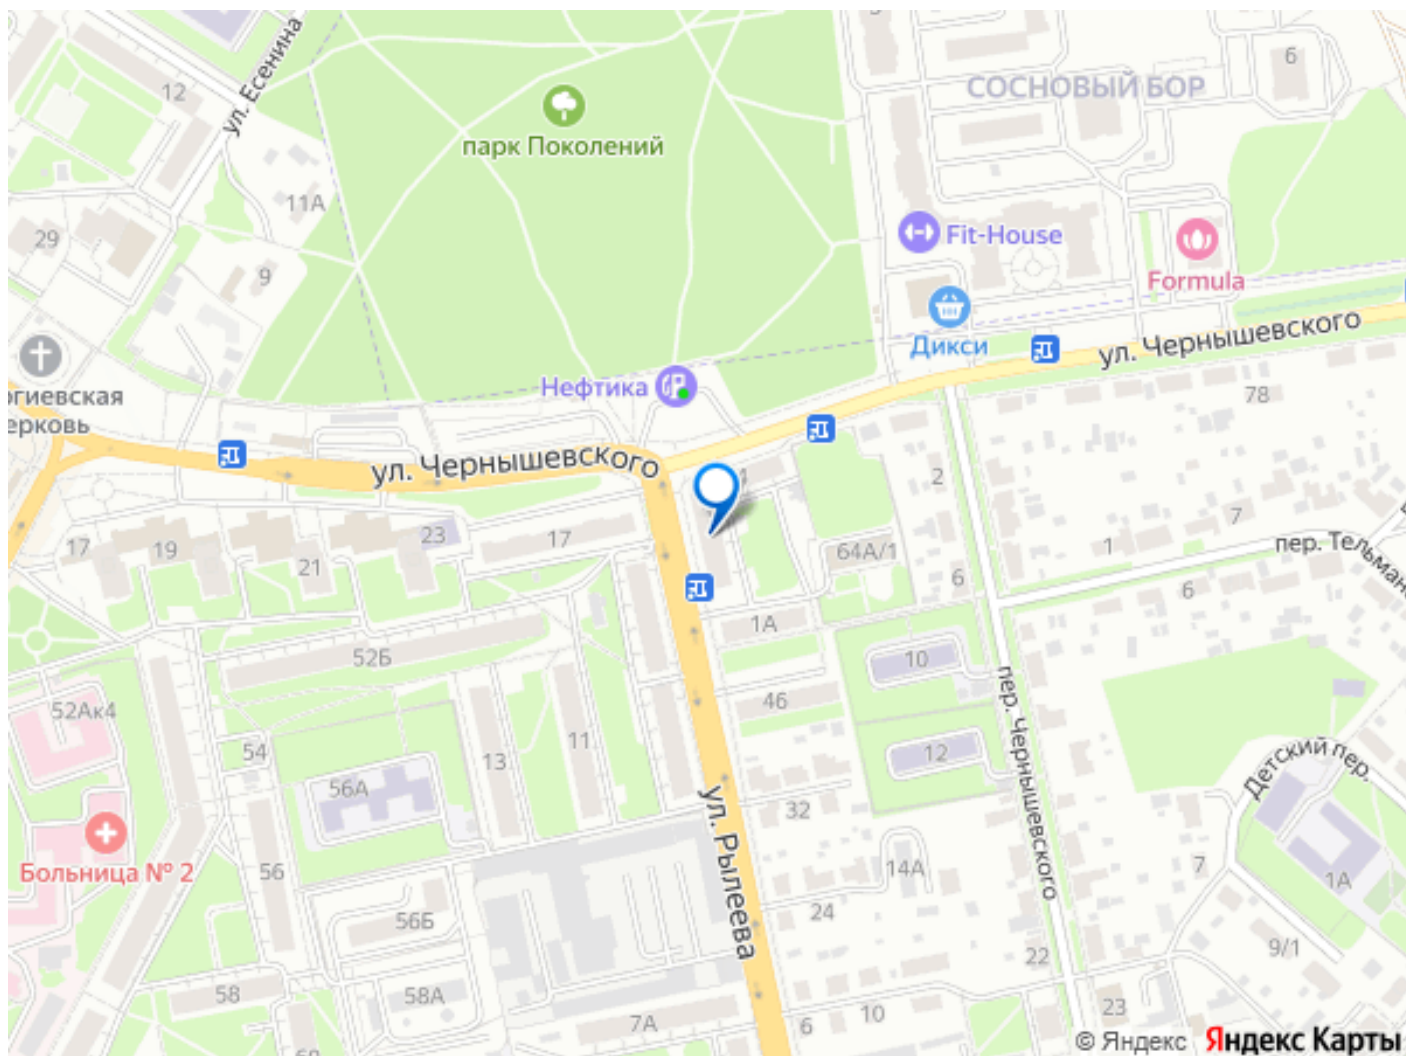 ул. Есенина
12
6
СОСНОВЫЙ БОР
парк Поколений
11А
29
9
Fit-House
Formula
Дикси
ул. Чернышевского
Нефтика
огиевская
ерковь
78
ул. Чернышевского
2
17
19
21
23
17
64А/1
6
1
7
пер. Тельмана
6
1А
52Б
10
46
52Ак4
54
13
11
12
пер. Чернышевского
Детский пер.
56А
32
ул. Рылеева
Больница № 2
56
14А
7
1А
56Б
24
22
9/1
58
58А
7А
6
10
23
© Яндекс Яндекс Карты